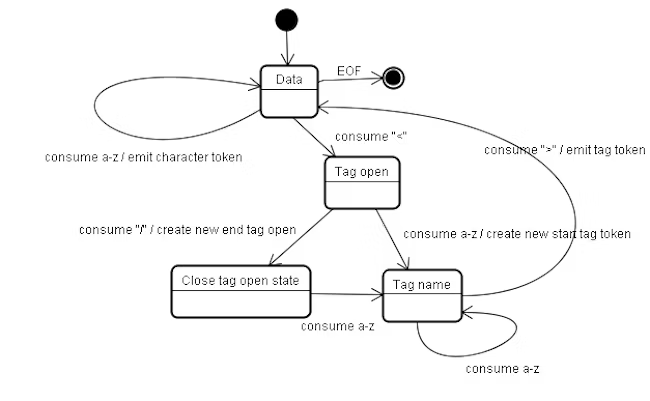 EOF
Data
consume "<"
consume a-z / emit character token
consume ">" / emit tag token
Tag open
consume "/" / create new end tag open
consume a-z / create new start tag token
Close tag open state
Tag name
consume a-z
consume a-z